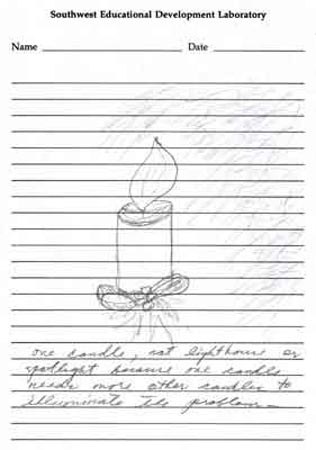 Southwest Educational Development Laboratory
Name Date
one candle, not lighthouse or
spotlight because one candle
needs more other candles to
illuminate the problem—